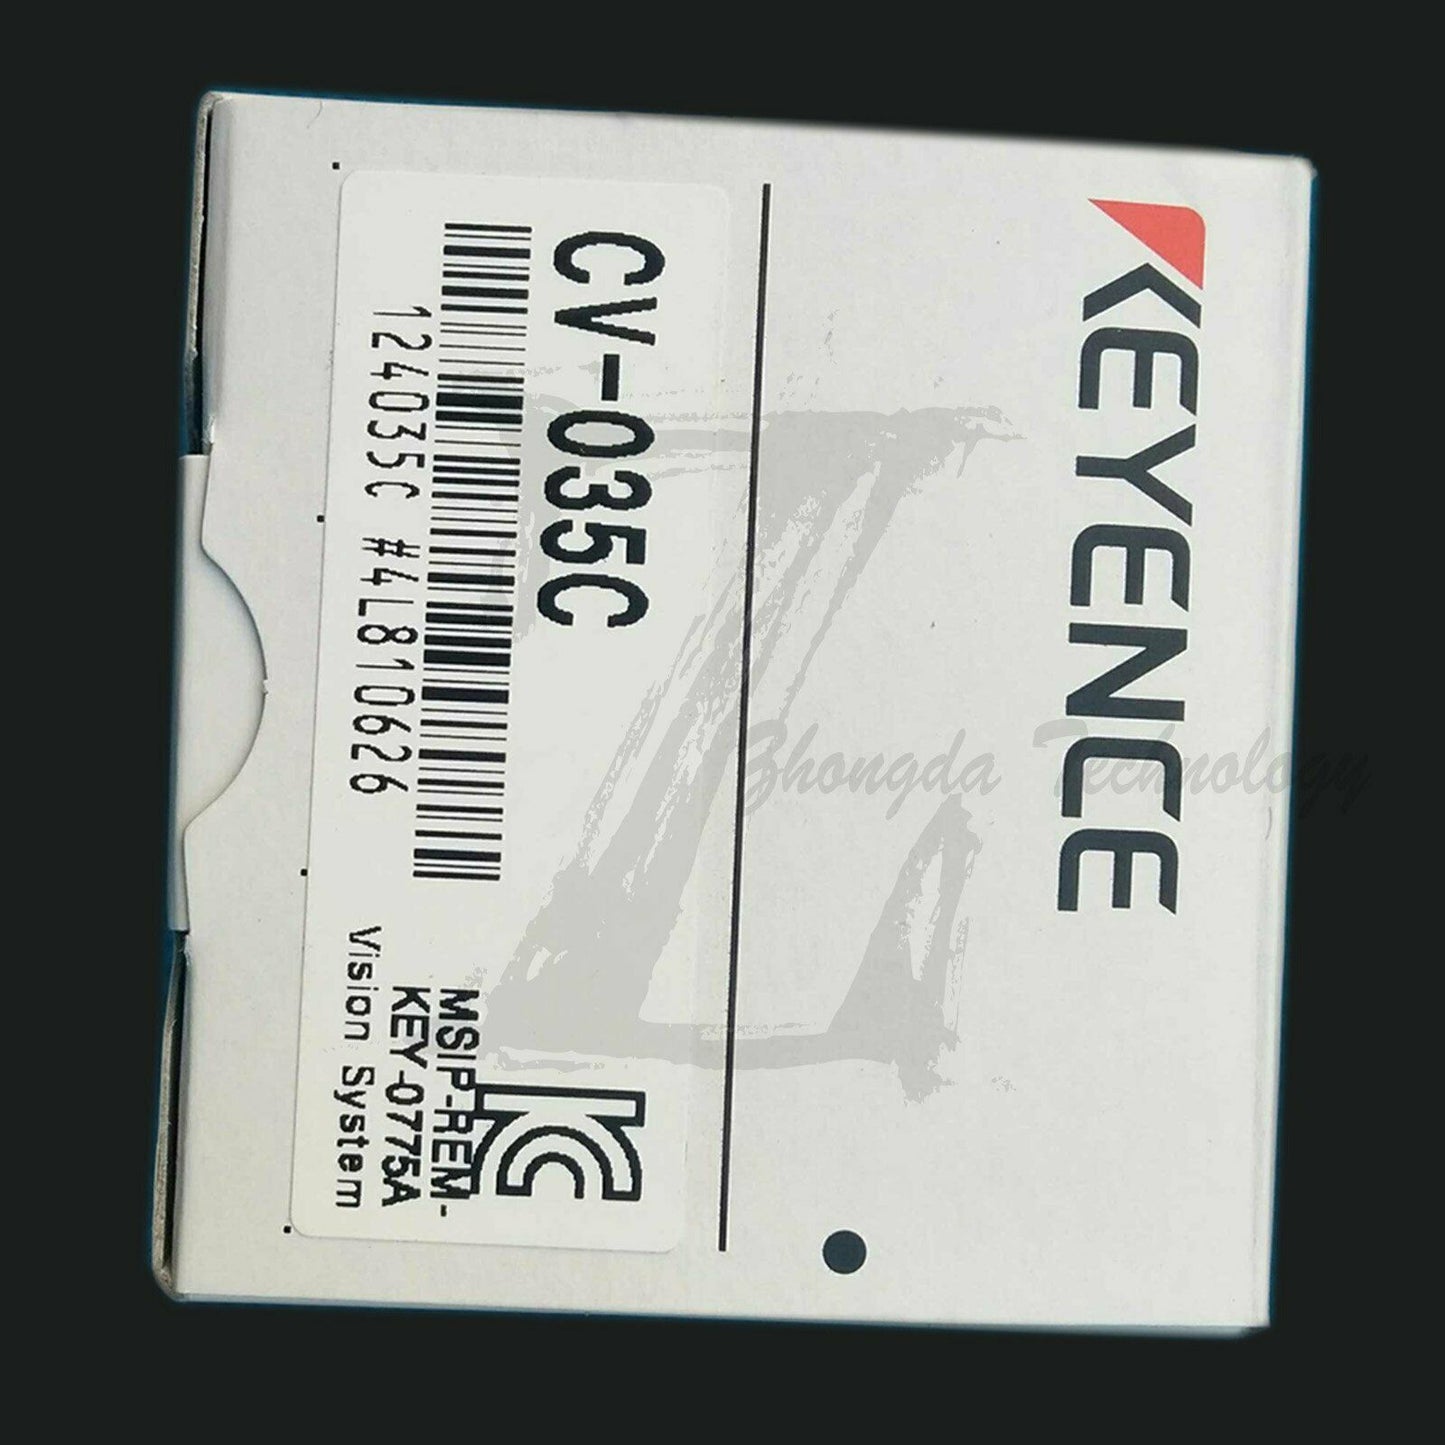 KEYENCE
CV-035C
124035C #4L810626
MSIP-REM-
KEY-0775A
Vision System
Zhongda Technology